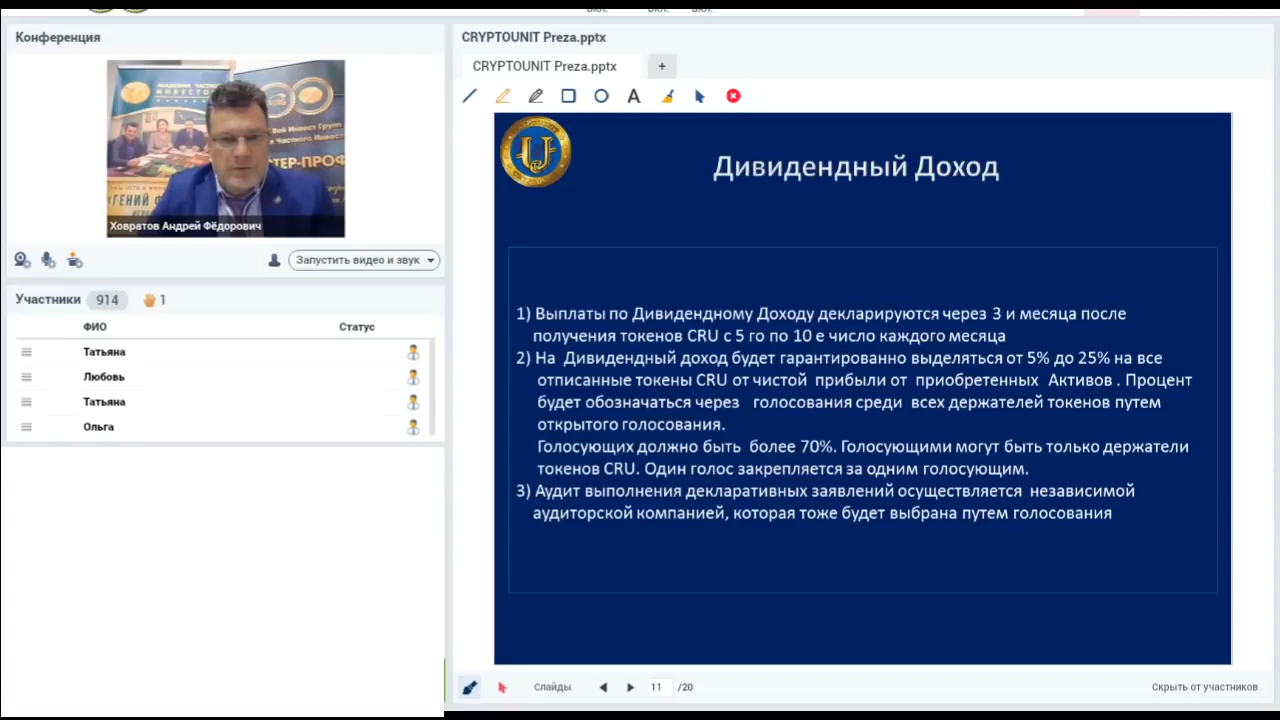 Конференция
CRYPTOUNIT Preza.pptx
CRYPTOUNIT Preza.pptx
+
A
АКАДЕМИЯ ЧАСТНОГО
ИНВЕСТОРА
ТЕР-ПРОФ
ГЕНИЙ
Ховратов Андрей Фёдорович
Запустить видео и звук
Участники 914 1
ФИО Статус
Татьяна
Любовь
Татьяна
Ольга
Дивидендный Доход
1) Выплаты по Дивидендному Доходу декларируются через 3 и месяца после
получения токенов CRU с 5 го по 10 е число каждого месяца
2) На Дивидендный доход будет гарантированно выделяться от 5% до 25% на все
отписанные токены CRU от чистой прибыли от приобретенных Активов . Процент
будет обозначаться через голосования среди всех держателей токенов путем
открытого голосования.
Голосующих должно быть более 70%. Голосующими могут быть только держатели
токенов CRU. Один голос закрепляется за одним голосующим.
3) Аудит выполнения декларативных заявлений осуществляется независимой
аудиторской компанией, которая тоже будет выбрана путем голосования
Слайды 11 /20
Скрыть от участников